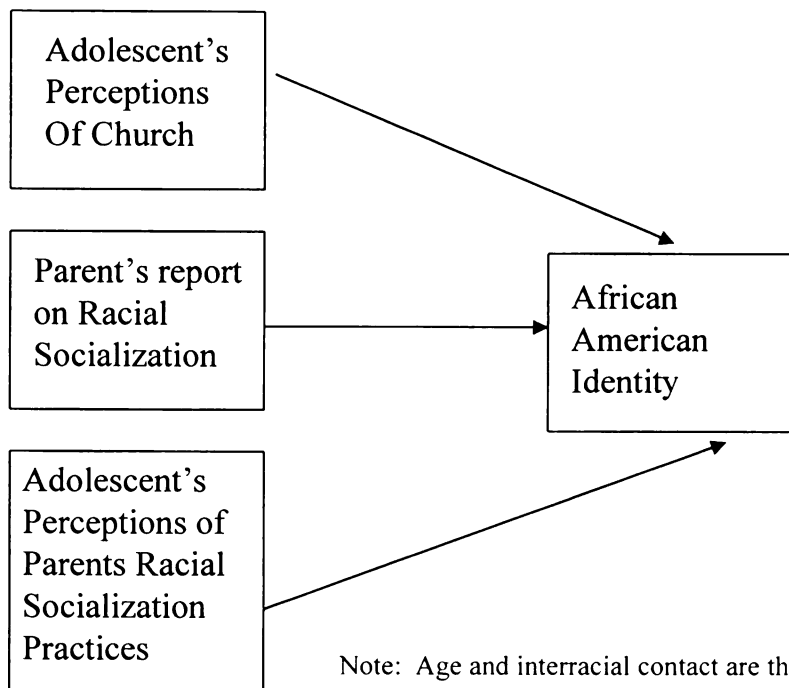 Adolescent’s
Perceptions
Of Church
Parent’s report
on Racial
Socialization
African
American
Identity
Adolescent’s
Perceptions of
Parents Racial
Socialization
Practices
Note: Age and interracial contact are th